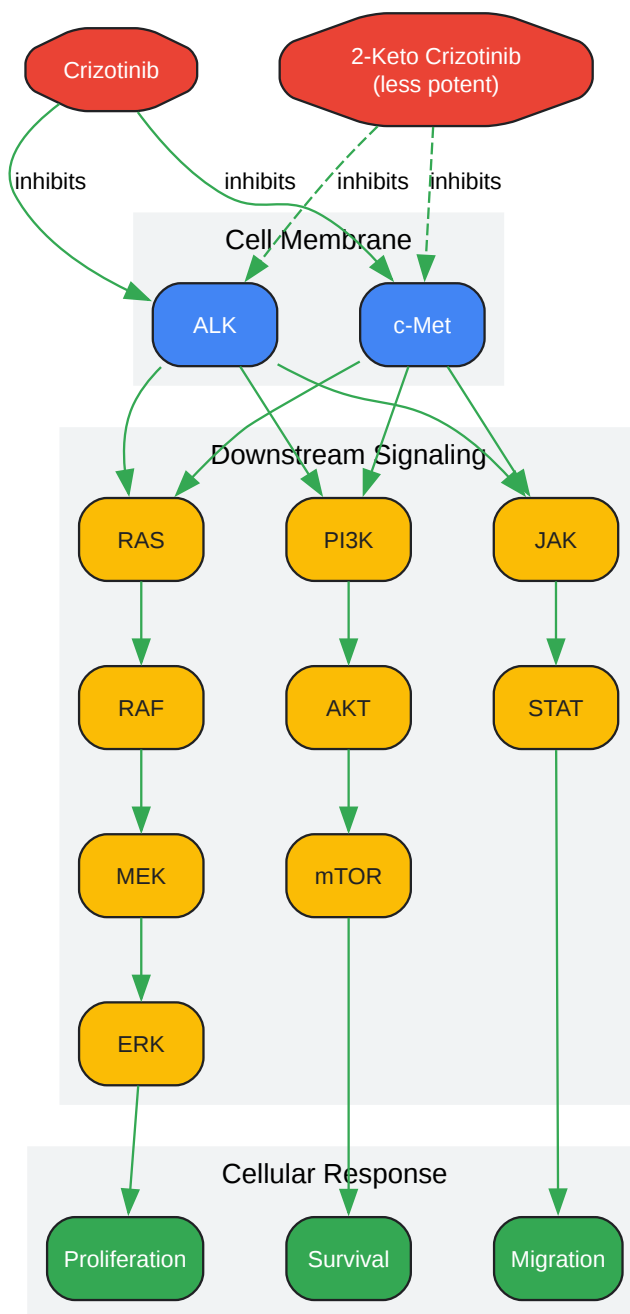 Crizotinib
2-Keto Crizotinib
(less potent)
inhibits
inhibits
inhibits
inhibits
Cell Membrane
ALK
c-Met
Downstream Signaling
RAS
PI3K
JAK
RAF
AKT
STAT
MEK
mTOR
ERK
Cellular Response
Proliferation
Survival
Migration